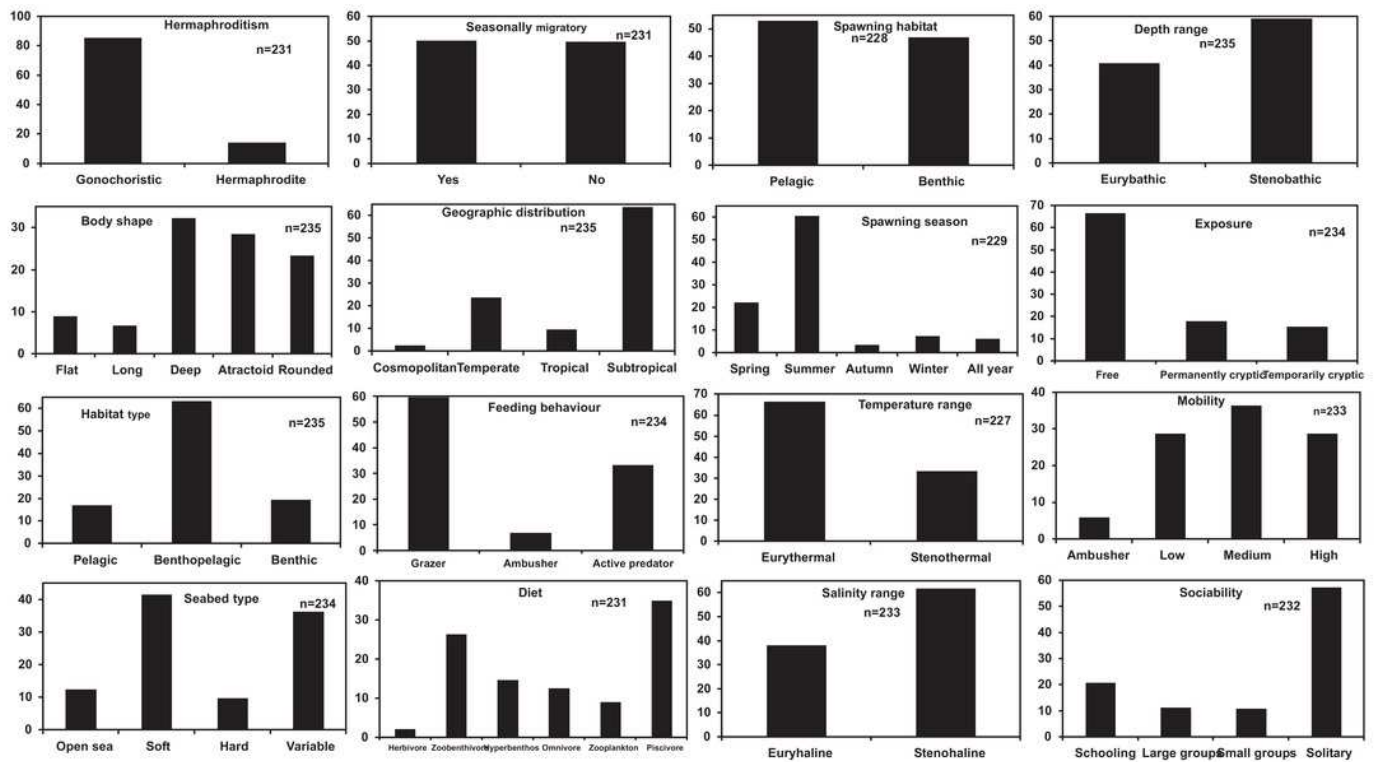 Hermaphroditism
n=231
100
80
60
40
20
0
Gonochoristic Hermaphrodite
Seasonally migratory
n=231
60
50
40
30
20
10
0
Yes No
Spawning habitat
n=228
50
40
30
20
10
0
Pelagic Benthic
Depth range
n=235
60
40
20
0
Eurybathic Stenobathic
Body shape
n=235
30
20
10
0
Flat Long Deep Atractoid Rounded
Geographic distribution
n=235
60
50
40
30
20
10
0
Cosmopolitan Temperate Tropical Subtropical
Spawning season
n=229
60
50
40
30
20
10
0
Spring Summer Autumn Winter All year
Exposure
n=234
70
60
50
40
30
20
10
0
Free Permanently cryptic Temporarily cryptic
Habitat type
n=235
60
50
40
30
20
10
0
Pelagic Benthopelagic Benthic
Feeding behaviour
n=234
60
50
40
30
20
10
0
Grazer Ambusher Active predator
Temperature range
n=227
70
60
50
40
30
20
10
0
Eurythermal Stenothermal
Mobility
n=233
40
30
20
10
0
Ambusher Low Medium High
Seabed type
n=234
40
30
20
10
0
Open sea Soft Hard Variable
Diet
n=231
40
30
20
10
0
Herbivore Zoobenthivore Hyperbenthos Omnivore Zooplankton Piscivore
Salinity range
n=233
60
50
40
30
20
10
0
Euryhaline Stenohaline
Sociability
n=232
60
50
40
30
20
10
0
Schooling Large groups Small groups Solitary